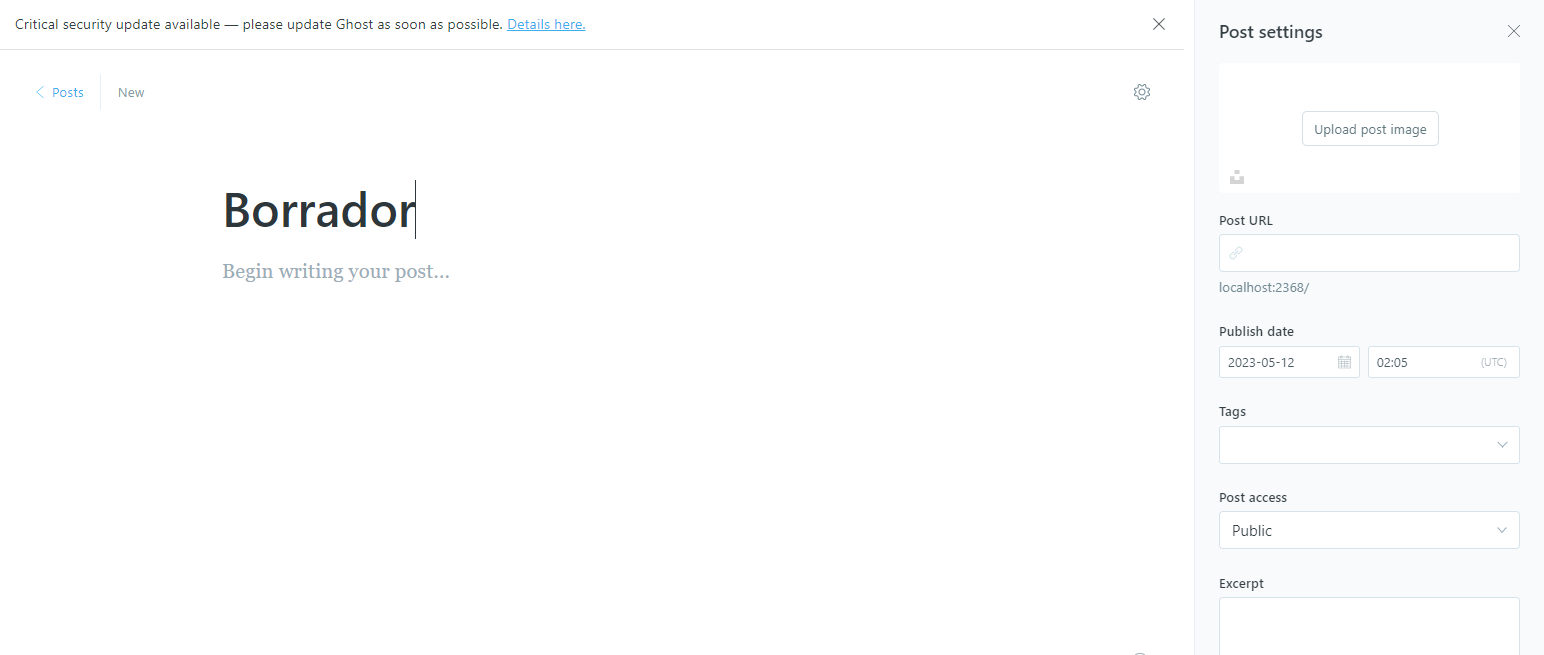 Critical security update available — please update Ghost as soon as possible. Details here.
Posts
New
Borrador
Begin writing your post...
Post settings
Upload post image
Post URL
localhost:2368/
Publish date
2023-05-12
02:05 (UTC)
Tags
Post access
Public
Excerpt